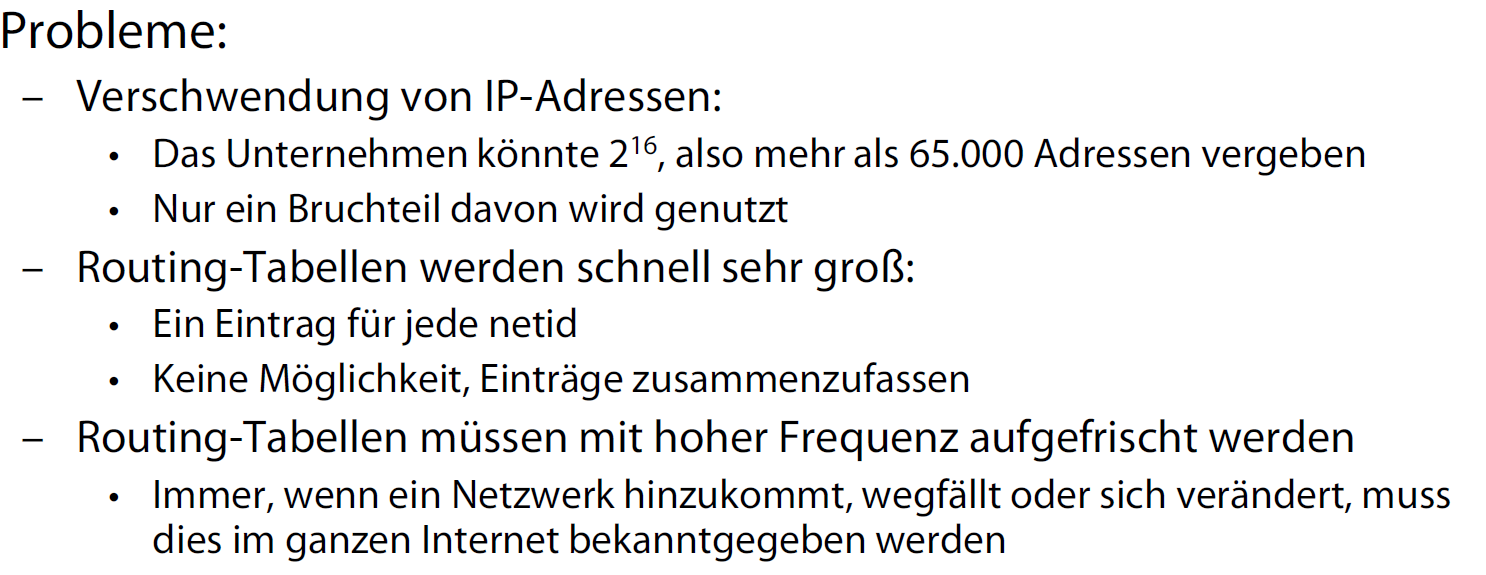 Probleme:
– Verschwendung von IP-Adressen:
• Das Unternehmen könnte 2¹⁶, also mehr als 65.000 Adressen vergeben
• Nur ein Bruchteil davon wird genutzt
– Routing-Tabellen werden schnell sehr groß:
• Ein Eintrag für jede netid
• Keine Möglichkeit, Einträge zusammenzufassen
– Routing-Tabellen müssen mit hoher Frequenz aufgefrischt werden
• Immer, wenn ein Netzwerk hinzukommt, wegfällt oder sich verändert, muss
dies im ganzen Internet bekanntgegeben werden